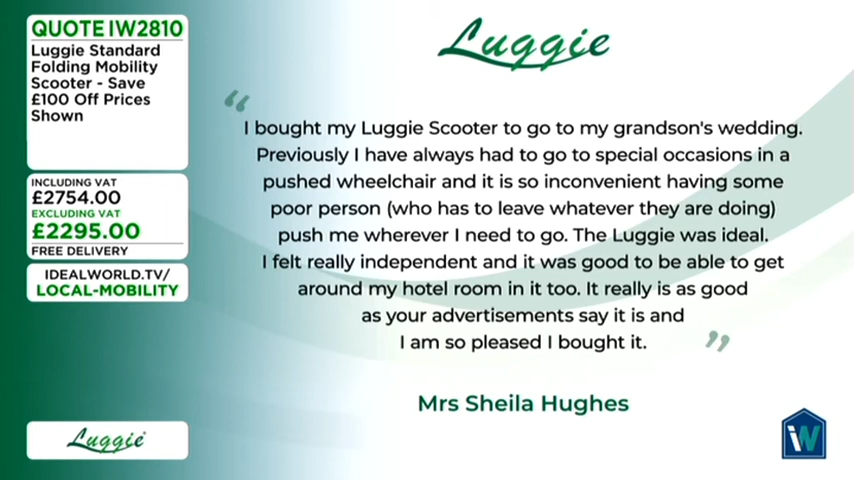 QUOTE IW2810
Luggie Standard
Folding Mobility
Scooter - Save
£100 Off Prices
Shown
INCLUDING VAT
£2754.00
EXCLUDING VAT
£2295.00
FREE DELIVERY
IDEALWORLD.TV/
LOCAL-MOBILITY
Luggie
Luggie
“
I bought my Luggie Scooter to go to my grandson's wedding.
Previously I have always had to go to special occasions in a
pushed wheelchair and it is so inconvenient having some
poor person (who has to leave whatever they are doing)
push me wherever I need to go. The Luggie was ideal.
I felt really independent and it was good to be able to get
around my hotel room in it too. It really is as good
as your advertisements say it is and
I am so pleased I bought it. ”
Mrs Sheila Hughes
iW